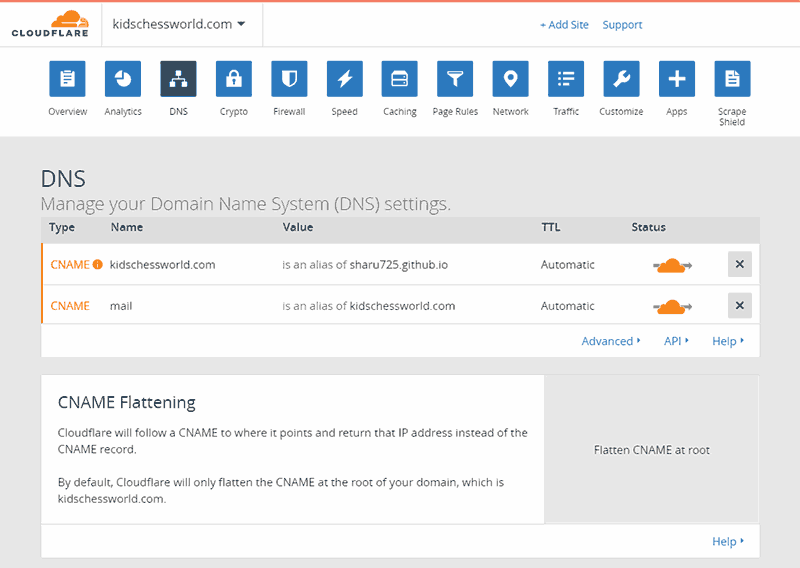 CLOUDFLARE
kidschessworld.com
+ Add Site Support
Overview Analytics DNS Crypto Firewall Speed Caching Page Rules Network Traffic Customize Apps Scrape Shield
DNS
Manage your Domain Name System (DNS) settings.
Type Name Value TTL Status
CNAME kidschessworld.com is an alias of sharu725.github.io Automatic
CNAME mail is an alias of kidschessworld.com Automatic
Advanced API Help
CNAME Flattening
Cloudflare will follow a CNAME to where it points and return that IP address instead of the
CNAME record.
Flatten CNAME at root
By default, Cloudflare will only flatten the CNAME at the root of your domain, which is
kidschessworld.com.
Help